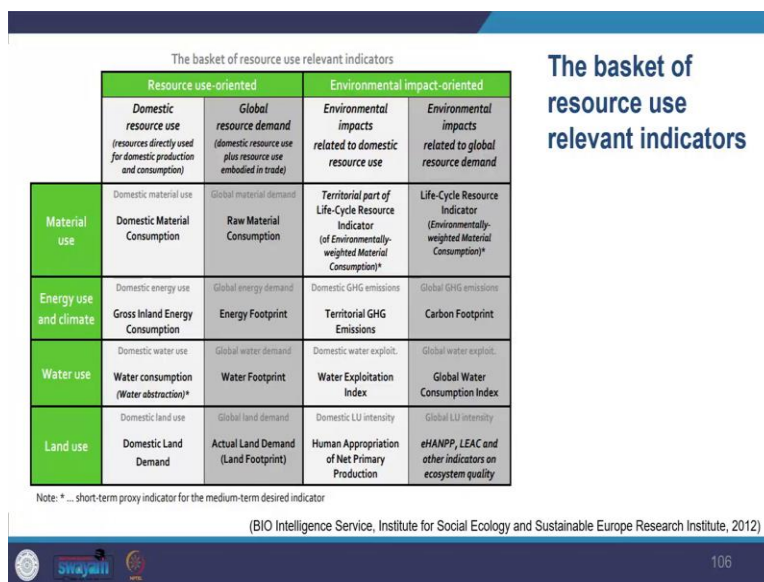 The basket of resource use relevant indicators
Resource use-oriented
Environmental impact-oriented
Domestic
resource use
(resources directly used
for domestic production
and consumption)
Global
resource demand
(domestic resource use
plus resource use
embodied in trade)
Environmental
impacts
related to domestic
resource use
Environmental
impacts
related to global
resource demand
Material
use
Domestic material use
Domestic Material
Consumption
Global material demand
Raw Material
Consumption
Territorial part of
Life-Cycle Resource
Indicator
(of Environmentally-
weighted Material
Consumption)*
Life-Cycle Resource
Indicator
(Environmentally-
weighted Material
Consumption)*
Energy use
and climate
Domestic energy use
Gross Inland Energy
Consumption
Global energy demand
Energy Footprint
Domestic GHG emissions
Territorial GHG
Emissions
Global GHG emissions
Carbon Footprint
Water use
Domestic water use
Water consumption
(Water abstraction)*
Global water demand
Water Footprint
Domestic water exploit.
Water Exploitation
Index
Global water exploit.
Global Water
Consumption Index
Land use
Domestic land use
Domestic Land
Demand
Global land demand
Actual Land Demand
(Land Footprint)
Domestic LU intensity
Human Appropriation
of Net Primary
Production
Global LU intensity
eHANPP, LEAC and
other indicators on
ecosystem quality
Note: * ... short-term proxy indicator for the medium-term desired indicator
The basket of
resource use
relevant indicators
(BIO Intelligence Service, Institute for Social Ecology and Sustainable Europe Research Institute, 2012)
swayam
106